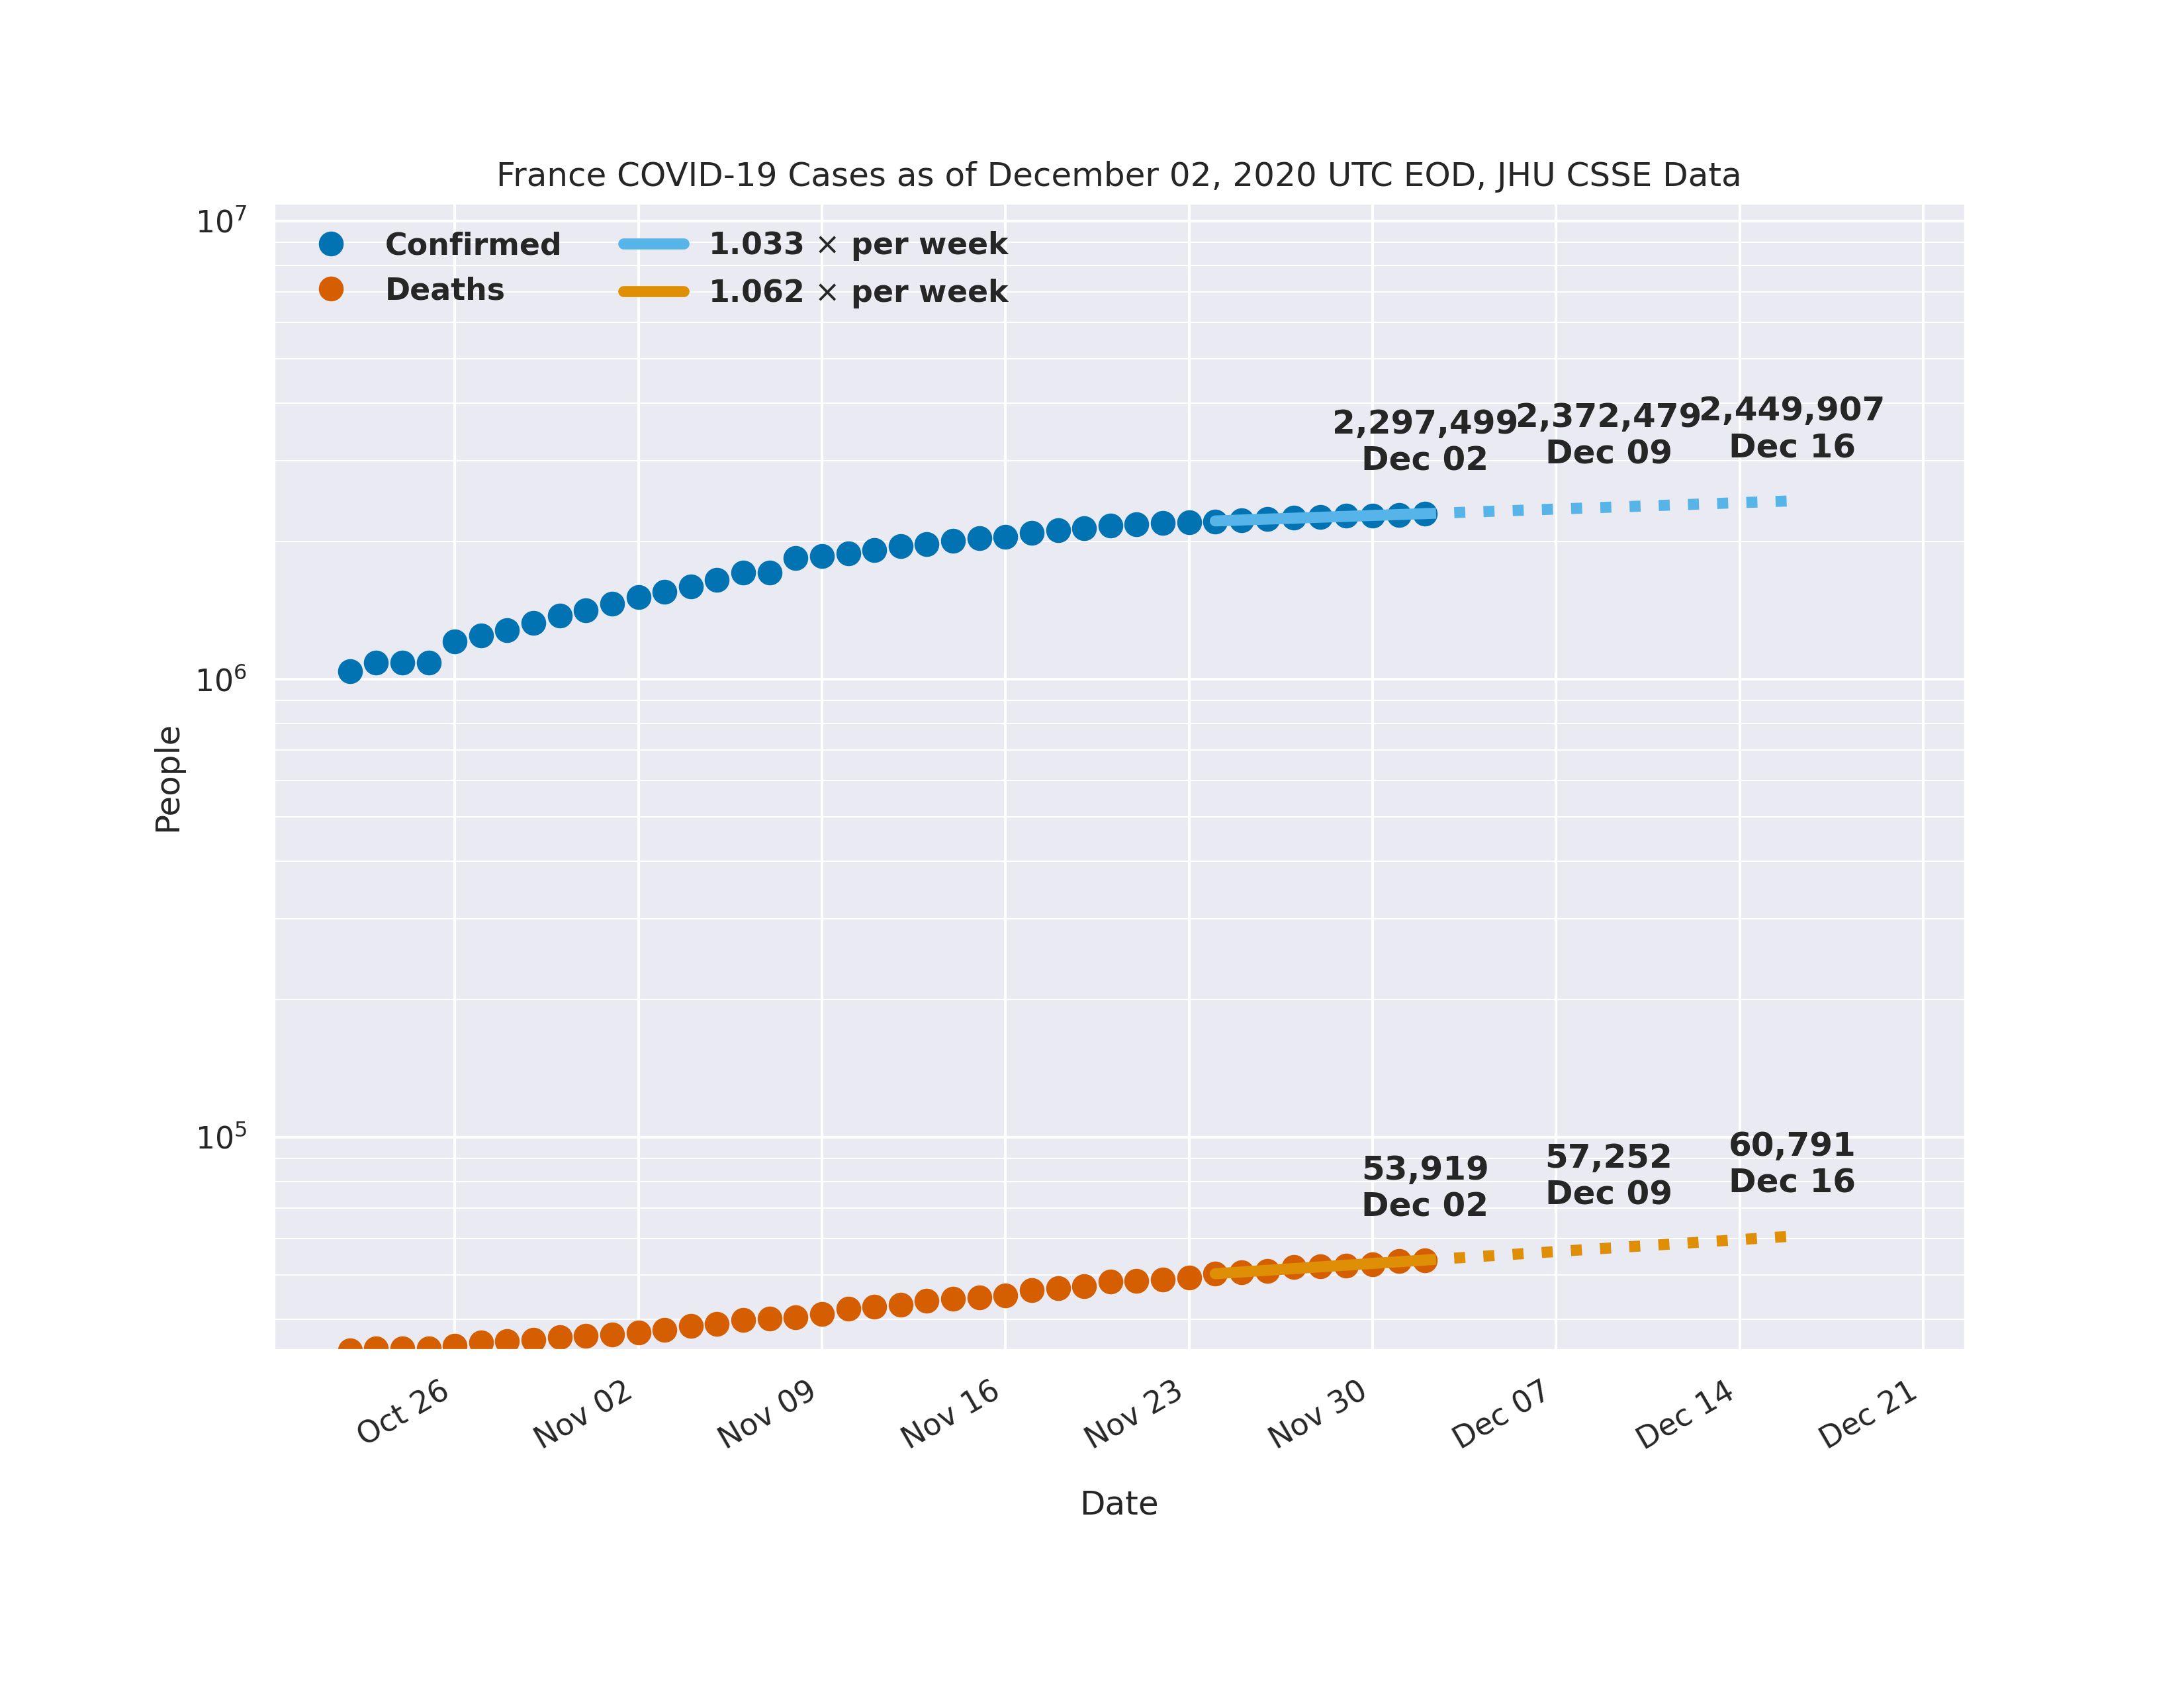 France COVID-19 Cases as of December 02, 2020 UTC EOD, JHU CSSE Data
10⁷
10⁶
10⁵
People
Confirmed
Deaths
1.033 × per week
1.062 × per week
2,297,499
Dec 02
2,372,479
Dec 09
2,449,907
Dec 16
53,919
Dec 02
57,252
Dec 09
60,791
Dec 16
Oct 26
Nov 02
Nov 09
Nov 16
Nov 23
Nov 30
Dec 07
Dec 14
Dec 21
Date